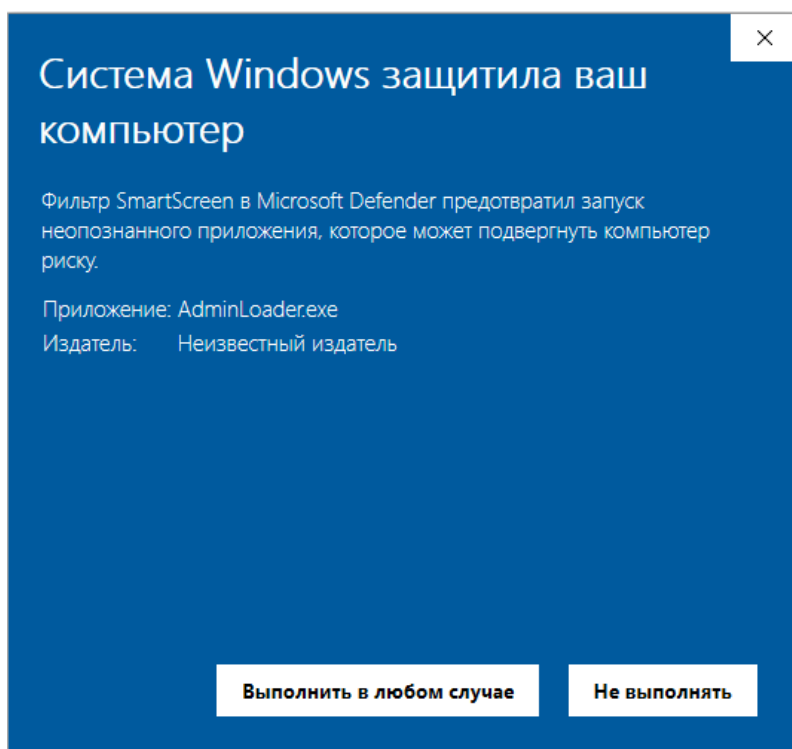 Система Windows защитила ваш
компьютер
Фильтр SmartScreen в Microsoft Defender предотвратил запуск
неопознанного приложения, которое может подвергнуть компьютер
риску.
Приложение: AdminLoader.exe
Издатель: Неизвестный издатель
Выполнить в любом случае Не выполнять